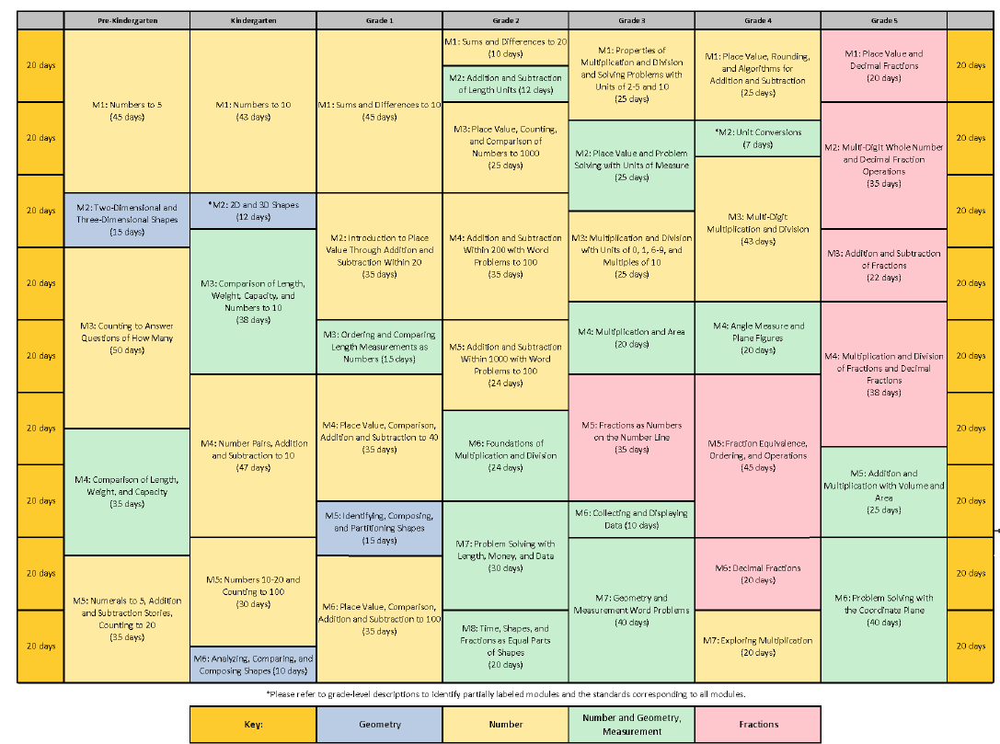 Pre-Kindergarten
Kindergarten
Grade 1
Grade 2
Grade 3
Grade 4
Grade 5
20 days
20 days
20 days
20 days
20 days
20 days
20 days
20 days
20 days
M1: Numbers to 5
(45 days)
M2: Two-Dimensional and
Three-Dimensional Shapes
(15 days)
M3: Counting to Answer
Questions of How Many
(50 days)
M4: Comparison of Length,
Weight, and Capacity
(35 days)
M5: Numerals to 5, Addition
and Subtraction Stories,
Counting to 20
(35 days)
M1: Numbers to 10
(43 days)
*M2: 2D and 3D Shapes
(12 days)
M3: Comparison of Length,
Weight, Capacity, and
Numbers to 10
(38 days)
M4: Number Pairs, Addition
and Subtraction to 10
(47 days)
M5: Numbers 10-20 and
Counting to 100
(30 days)
M6: Analyzing, Comparing, and
Composing Shapes (10 days)
M1: Sums and Differences to 10
(45 days)
M2: Introduction to Place
Value Through Addition and
Subtraction Within 20
(35 days)
M3: Ordering and Comparing
Length Measurements as
Numbers (15 days)
M4: Place Value, Comparison,
Addition and Subtraction to 40
(35 days)
M5: Identifying, Composing,
and Partitioning Shapes
(15 days)
M6: Place Value, Comparison,
Addition and Subtraction to 100
(35 days)
M1: Sums and Differences to 20
(10 days)
M2: Addition and Subtraction
of Length Units (12 days)
M3: Place Value, Counting,
and Comparison of
Numbers to 1000
(25 days)
M4: Addition and Subtraction
Within 200 with Word
Problems to 100
(35 days)
M5: Addition and Subtraction
Within 1000 with Word
Problems to 100
(24 days)
M6: Foundations of
Multiplication and Division
(24 days)
M7: Problem Solving with
Length, Money, and Data
(30 days)
M8: Time, Shapes, and
Fractions as Equal Parts
of Shapes
(20 days)
M1: Properties of
Multiplication and Division
and Solving Problems with
Units of 2-5 and 10
(25 days)
M2: Place Value and Problem
Solving with Units of Measure
(25 days)
M3: Multiplication and Division
with Units of 0, 1, 6-9, and
Multiples of 10
(25 days)
M4: Multiplication and Area
(20 days)
M5: Fractions as Numbers
on the Number Line
(35 days)
M6: Collecting and Displaying
Data (10 days)
M7: Geometry and
Measurement Word Problems
(40 days)
M1: Place Value, Rounding,
and Algorithms for
Addition and Subtraction
(25 days)
*M2: Unit Conversions
(7 days)
M3: Multi-Digit
Multiplication and Division
(43 days)
M4: Angle Measure and
Plane Figures
(20 days)
M5: Fraction Equivalence,
Ordering, and Operations
(45 days)
M6: Decimal Fractions
(20 days)
M7: Exploring Multiplication
(20 days)
M1: Place Value and
Decimal Fractions
(20 days)
M2: Multi-Digit Whole Number
and Decimal Fraction
Operations
(35 days)
M3: Addition and Subtraction
of Fractions
(22 days)
M4: Multiplication and Division
of Fractions and Decimal
Fractions
(38 days)
M5: Addition and
Multiplication with Volume and
Area
(25 days)
M6: Problem Solving with
the Coordinate Plane
(40 days)
20 days
20 days
20 days
20 days
20 days
20 days
20 days
20 days
20 days
*Please refer to grade-level descriptions to identify partially labeled modules and the standards corresponding to all modules.
Key:
Geometry
Number
Number and Geometry,
Measurement
Fractions